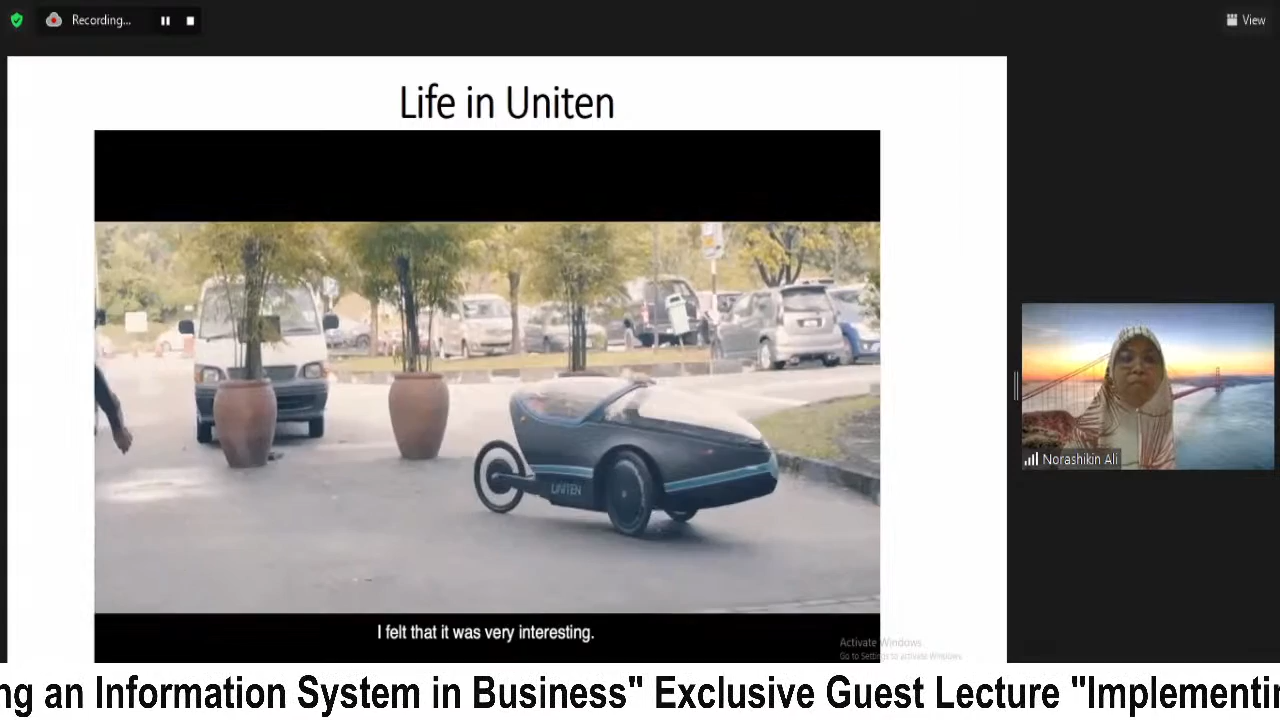 Recording...
View
Life in Uniten
UNITEN
Norashikin Ali
I felt that it was very interesting.
Activate Windows
Go to Settings to activate Windows.
ng an Information System in Business" Exclusive Guest Lecture "Implementin